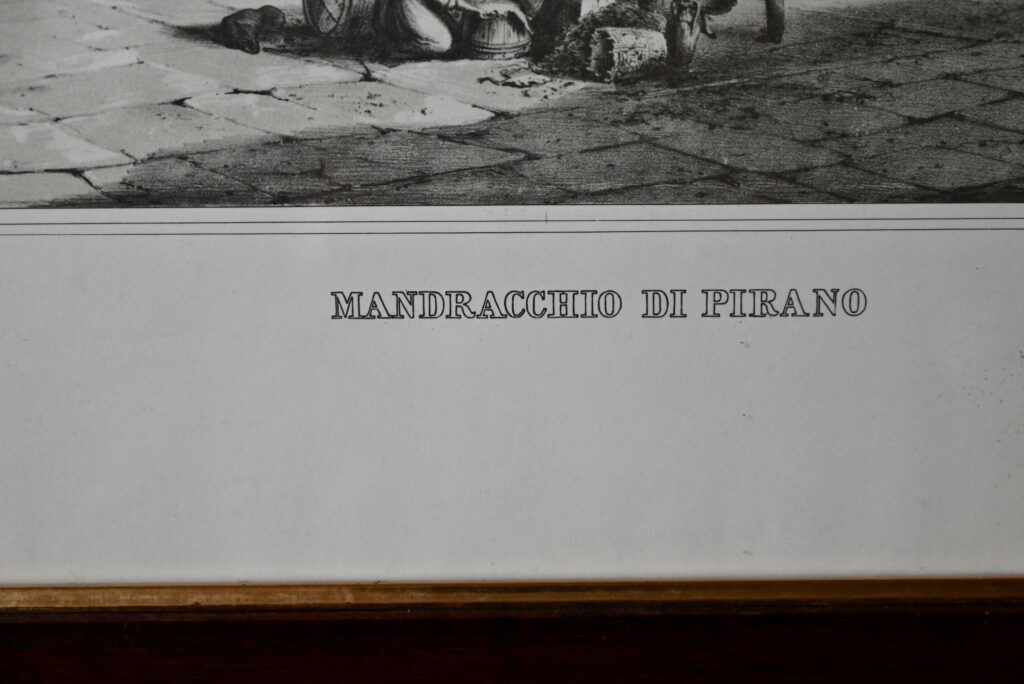 MANDRACCHIO DI PIRANO